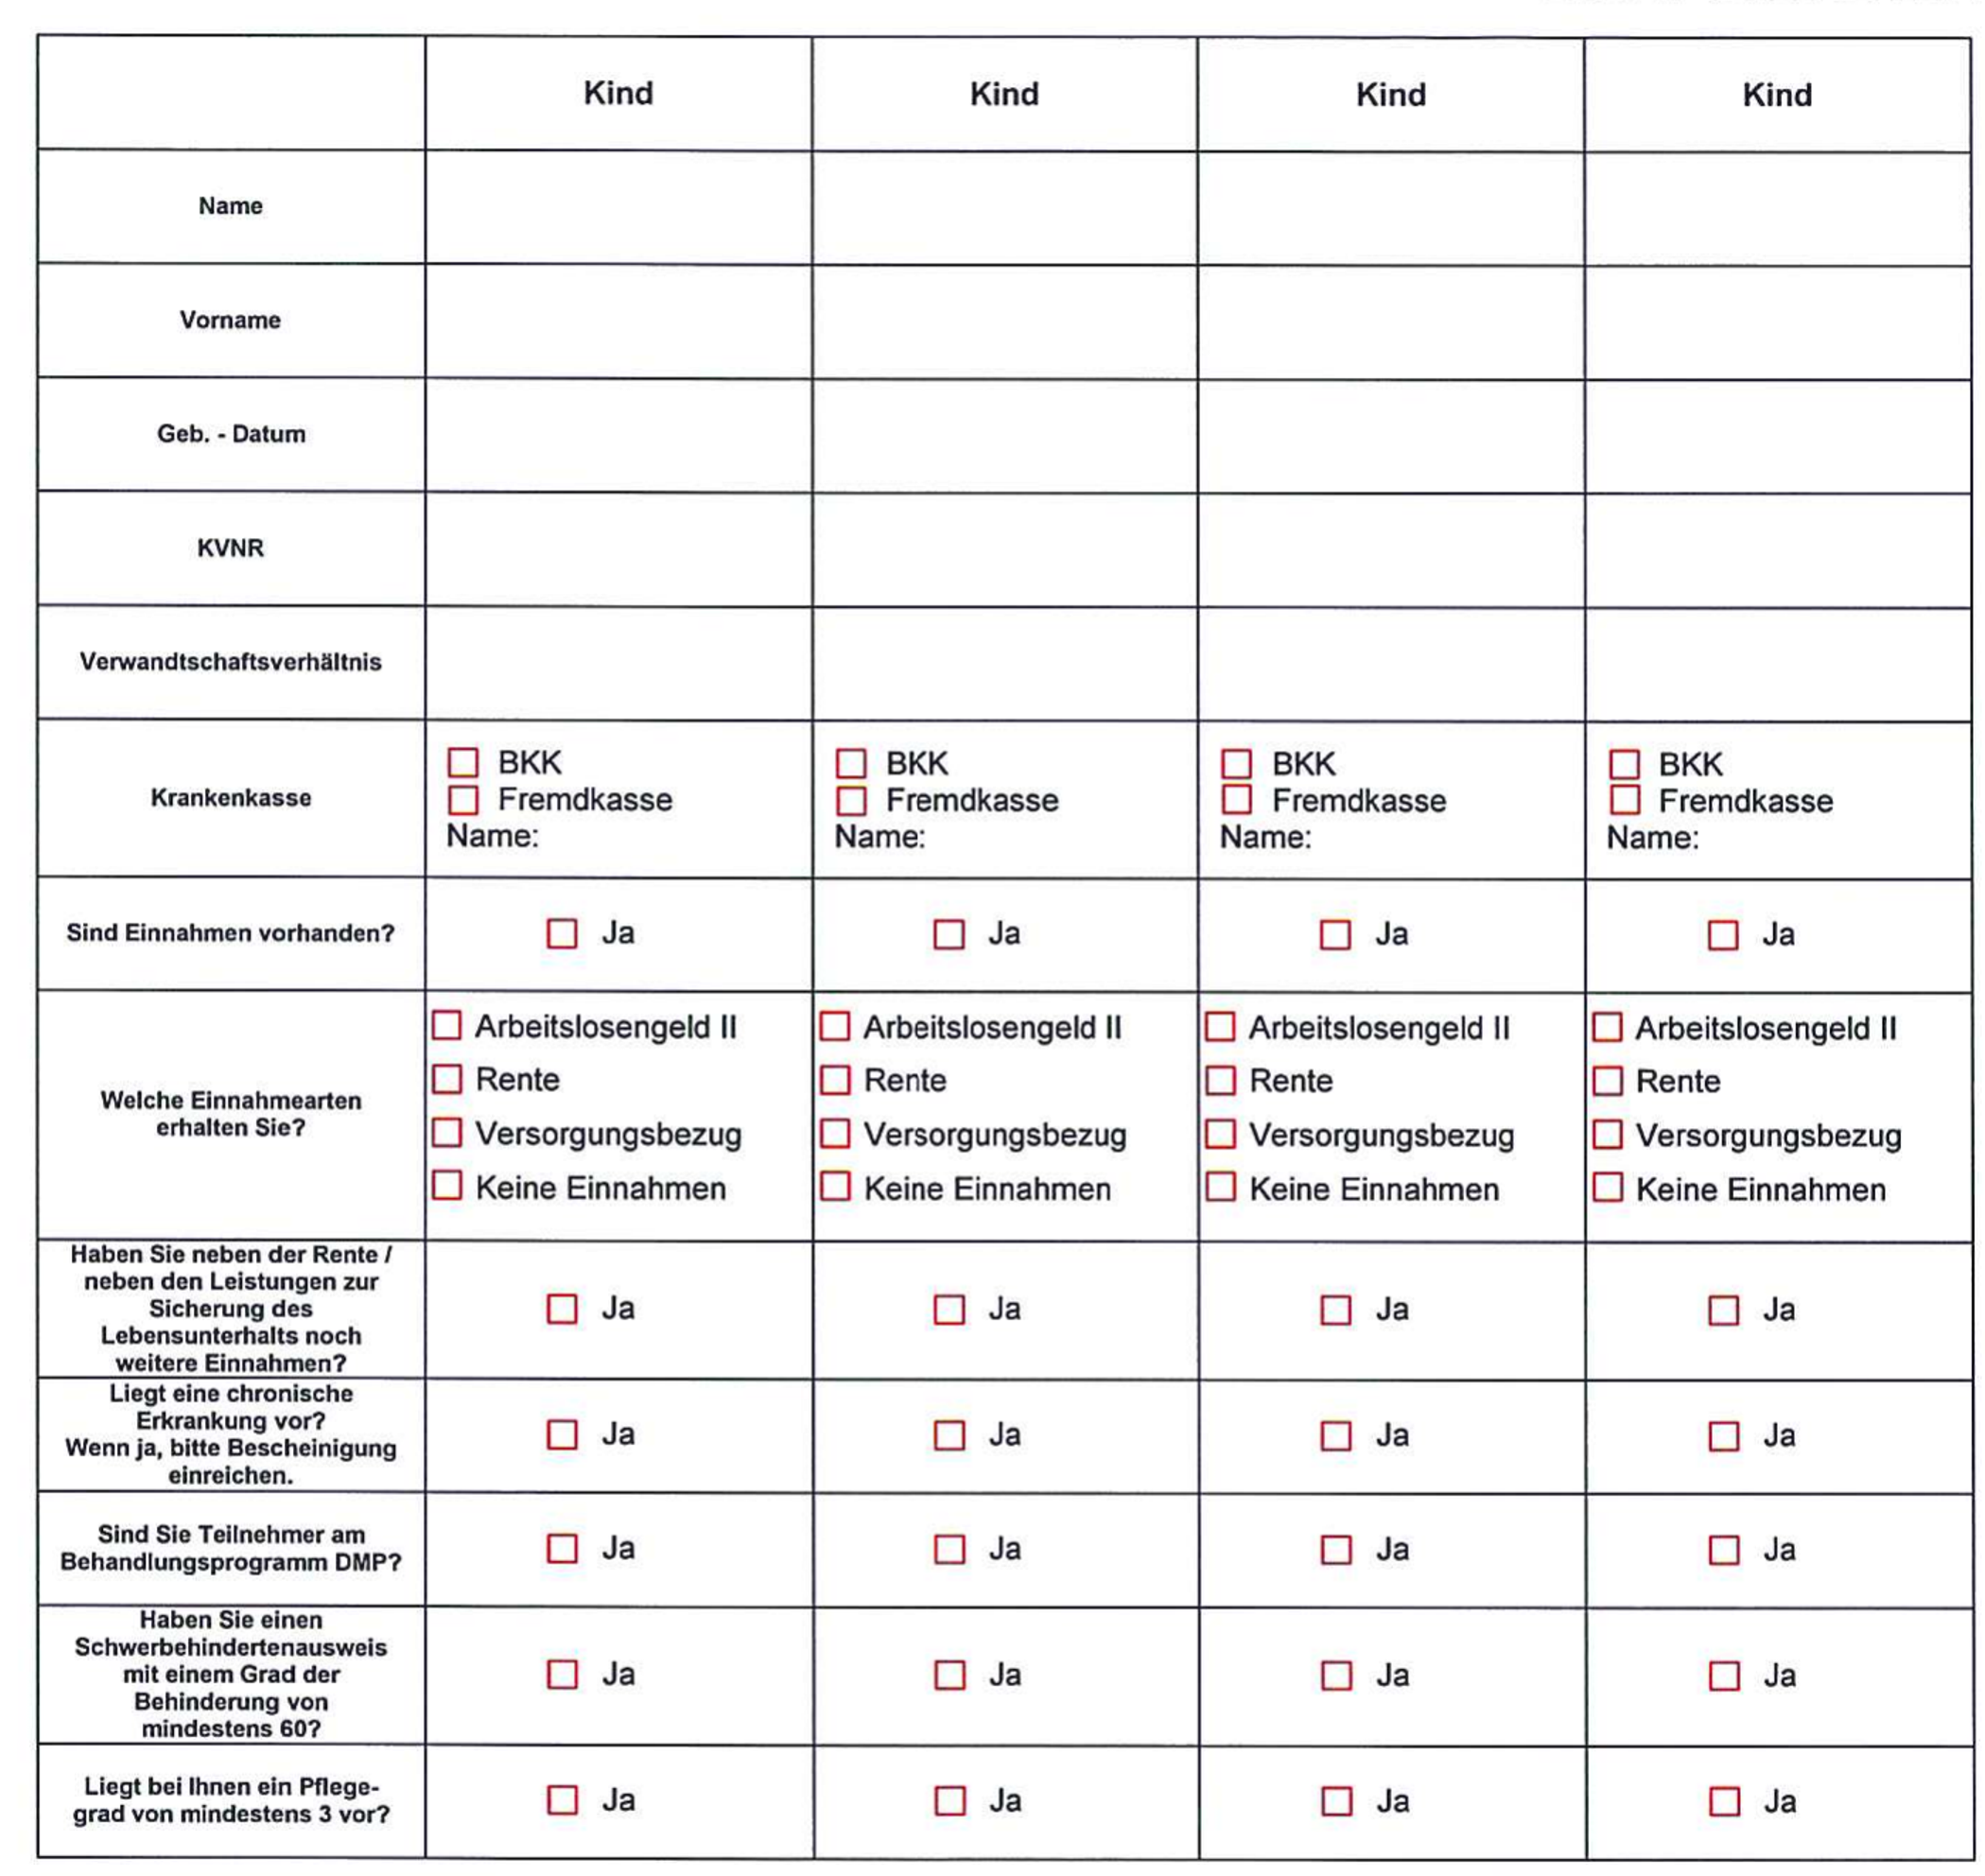 Kind Kind Kind Kind
Name
Vorname
Geb. - Datum
KVNR
Verwandtschaftsverhältnis
Krankenkasse
BKK BKK BKK BKK
Fremdkasse Fremdkasse Fremdkasse Fremdkasse
Name: Name: Name: Name:
Sind Einnahmen vorhanden? Ja Ja Ja Ja
Welche Einnahmearten
erhalten Sie?
Arbeitslosengeld II Arbeitslosengeld II Arbeitslosengeld II Arbeitslosengeld II
Rente Rente Rente Rente
Versorgungsbezug Versorgungsbezug Versorgungsbezug Versorgungsbezug
Keine Einnahmen Keine Einnahmen Keine Einnahmen Keine Einnahmen
Haben Sie neben der Rente /
neben den Leistungen zur
Sicherung des
Lebensunterhalts noch
weitere Einnahmen?
Ja Ja Ja Ja
Liegt eine chronische
Erkrankung vor?
Wenn ja, bitte Bescheinigung
einreichen.
Ja Ja Ja Ja
Sind Sie Teilnehmer am
Behandlungsprogramm DMP?
Ja Ja Ja Ja
Haben Sie einen
Schwerbehindertenausweis
mit einem Grad der
Behinderung von
mindestens 60?
Ja Ja Ja Ja
Liegt bei Ihnen ein Pflege-
grad von mindestens 3 vor?
Ja Ja Ja Ja